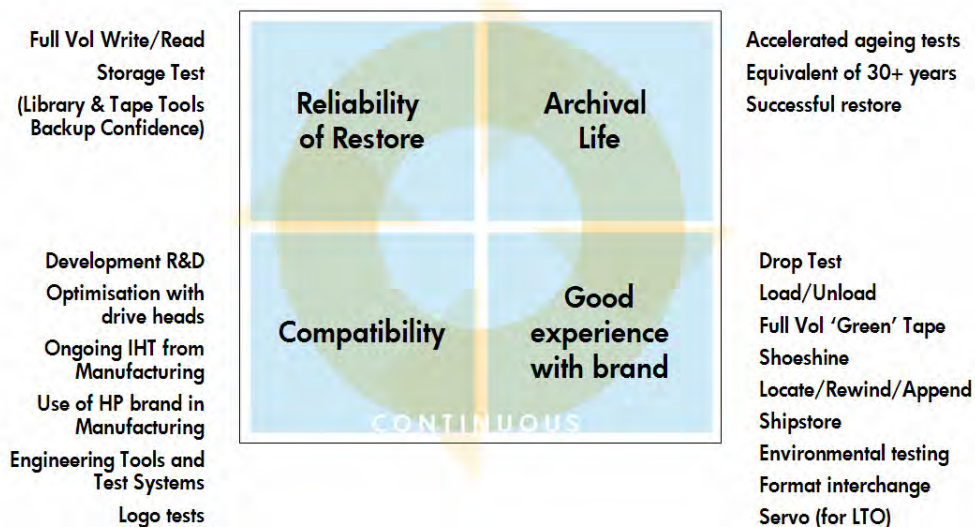 Full Vol Write/Read
Storage Test
(Library & Tape Tools
Backup Confidence)
Reliability
of Restore
Archival
Life
Accelerated ageing tests
Equivalent of 30+ years
Successful restore
Development R&D
Optimisation with
drive heads
Ongoing IHT from
Manufacturing
Use of HP brand in
Manufacturing
Engineering Tools and
Test Systems
Logo tests
Compatibility
Good
experience
with brand
CONTINUOUS
Drop Test
Load/Unload
Full Vol ‘Green’ Tape
Shoeshine
Locate/Rewind/Append
Shipstore
Environmental testing
Format interchange
Servo (for LTO)